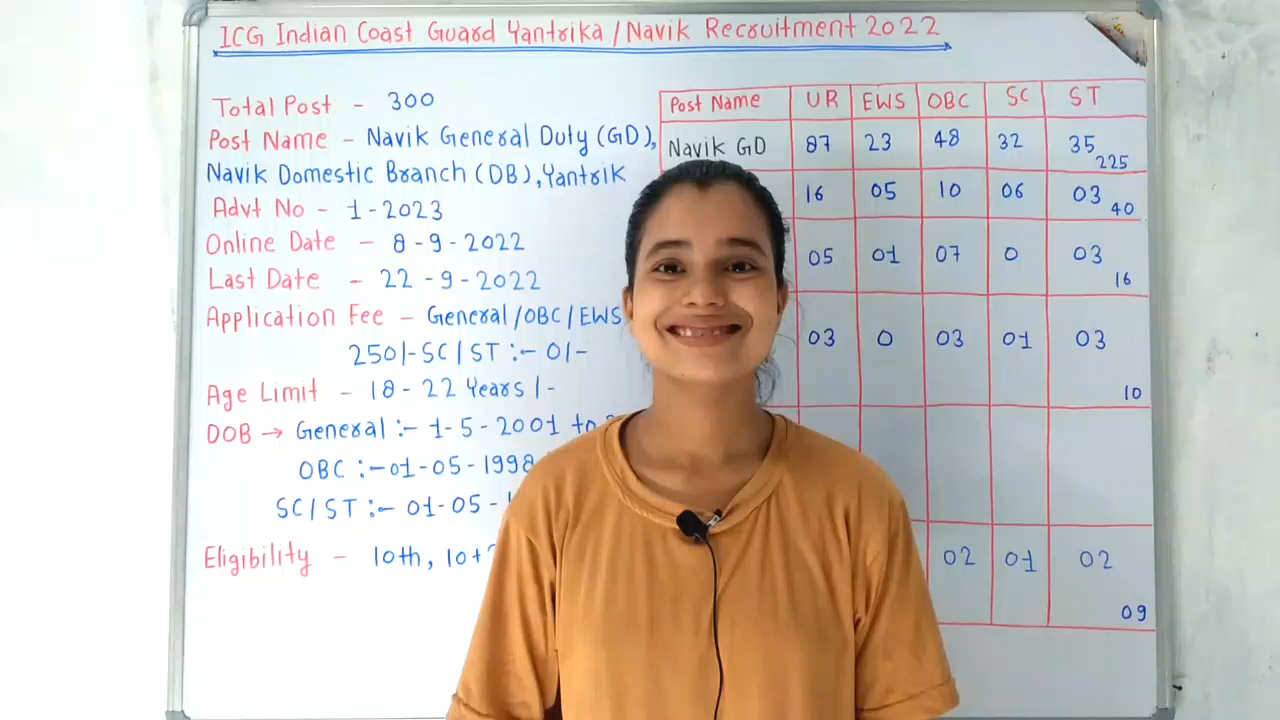 ICG Indian Coast Guard Yantrika/Navik Recruitment 2022
Total Post - 300
Post Name - Navik General Duty (GD),
Navik Domestic Branch (DB), Yantrik
Advt No - 1-2023
Online Date - 8-9-2022
Last Date - 22-9-2022
Application Fee - General/OBC/EWS
250/-SC/ST :- 0/-
Age Limit - 18-22 Years/-
DOB → General :- 1-5-2001 to
OBC :- 01-05-1998
SC/ST :- 01-05-
Eligibility - 10th, 10+
Post Name UR EWS OBC SC ST
Navik GD 87 23 48 32 35 225
16 05 10 06 03 40
05 01 07 0 03 16
03 0 03 01 03 10
02 01 02 09